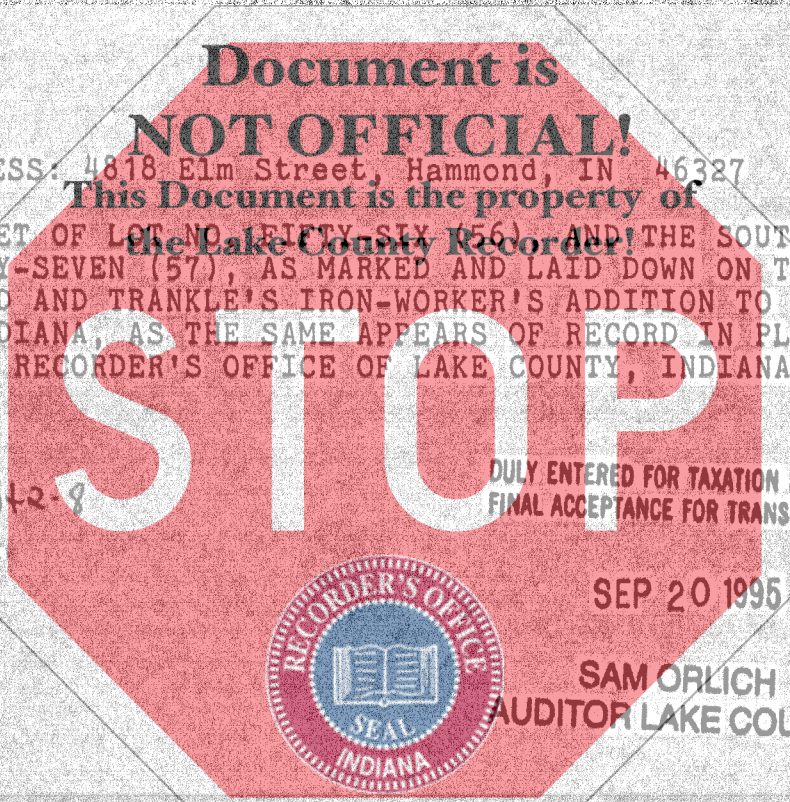 Document is
NOT OFFICIAL!
ESS: 4818 Elm Street, Hammond, IN 46327
This Document is the property of
the Lake County Recorder!
ET OF LOT NO. FIFTY-SIX (56), AND THE SOUT
Y-SEVEN (57), AS MARKED AND LAID DOWN ON T
D AND TRANKLE'S IRON-WORKER'S ADDITION TO
DIANA, AS THE SAME APPEARS OF RECORD IN PL
RECORDER'S OFFICE OF LAKE COUNTY, INDIANA
STOP
DULY ENTERED FOR TAXATION
FINAL ACCEPTANCE FOR TRANS
SEP 20 1995
SAM ORLICH
AUDITOR LAKE COU
RECORDER'S OFFICE
SEAL
INDIANA